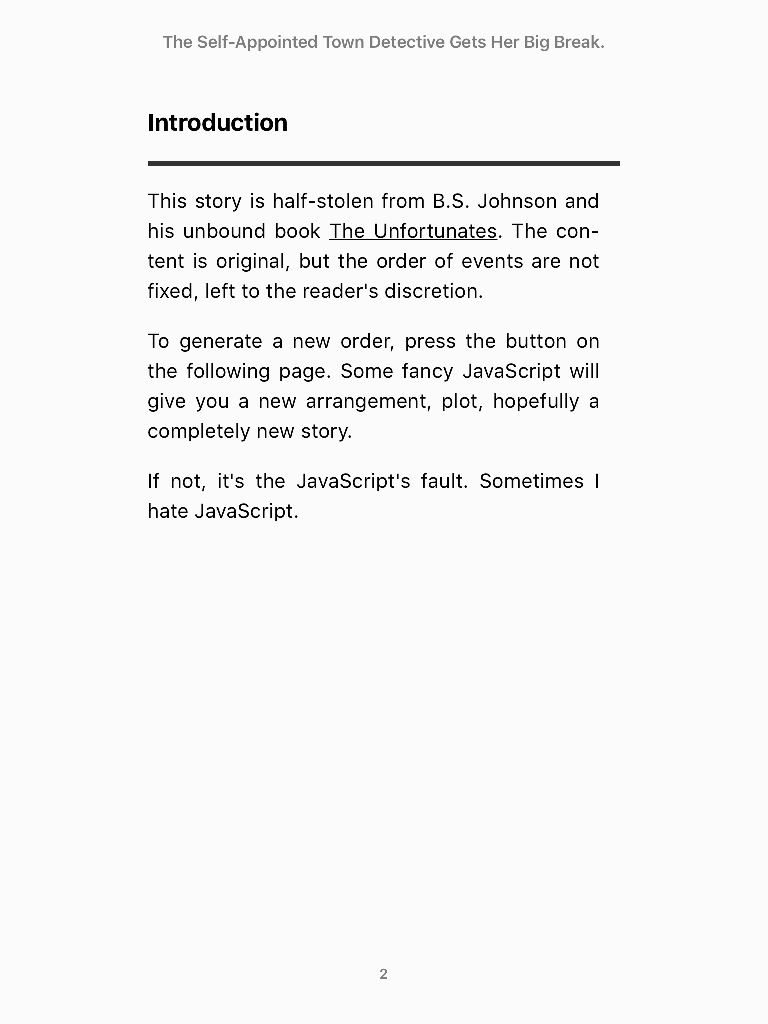 The Self-Appointed Town Detective Gets Her Big Break.
Introduction
This story is half-stolen from B.S. Johnson and
his unbound book The Unfortunates. The con-
tent is original, but the order of events are not
fixed, left to the reader's discretion.
To generate a new order, press the button on
the following page. Some fancy JavaScript will
give you a new arrangement, plot, hopefully a
completely new story.
If not, it's the JavaScript's fault. Sometimes I
hate JavaScript.
2